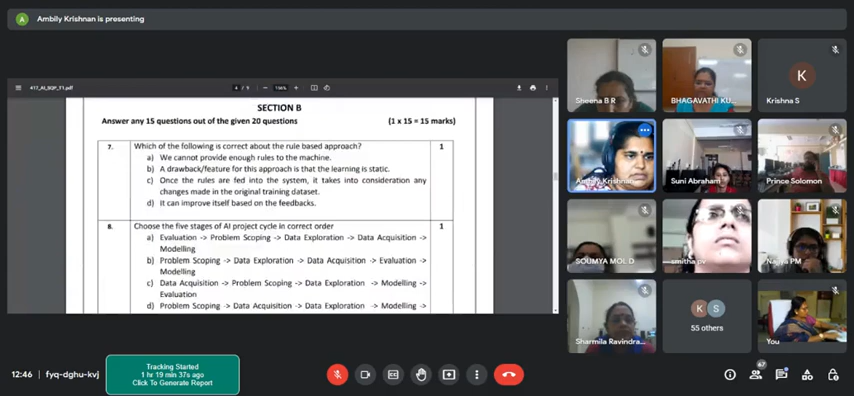 A Ambily Krishnan is presenting
417_AI_SQP_T1.pdf
4 / 9
SECTION B
Answer any 15 questions out of the given 20 questions (1 x 15 = 15 marks)
7. Which of the following is correct about the rule based approach? 1
a) We cannot provide enough rules to the machine.
b) A drawback/feature for this approach is that the learning is static.
c) Once the rules are fed into the system, it takes into consideration any
changes made in the original training dataset.
d) It can improve itself based on the feedbacks.
8. Choose the five stages of AI project cycle in correct order 1
a) Evaluation -> Problem Scoping -> Data Exploration -> Data Acquisition ->
Modelling
b) Problem Scoping -> Data Exploration -> Data Acquisition -> Evaluation ->
Modelling
c) Data Acquisition -> Problem Scoping -> Data Exploration -> Modelling ->
Evaluation
d) Problem Scoping -> Data Acquisition -> Data Exploration -> Modelling ->
Sheena B R
BHAGAVATHI KU...
K
Krishna S
Ambily Krishna...
Suni Abraham
Prince Solomon
SOUMYA MOL D
smitha pv
Najiya PM
Sharmila Ravindra...
K S
55 others
You
12:46 | fyq-dghu-kvj
Tracking Started
1 hr 19 min 37s ago
Click To Generate Report
67